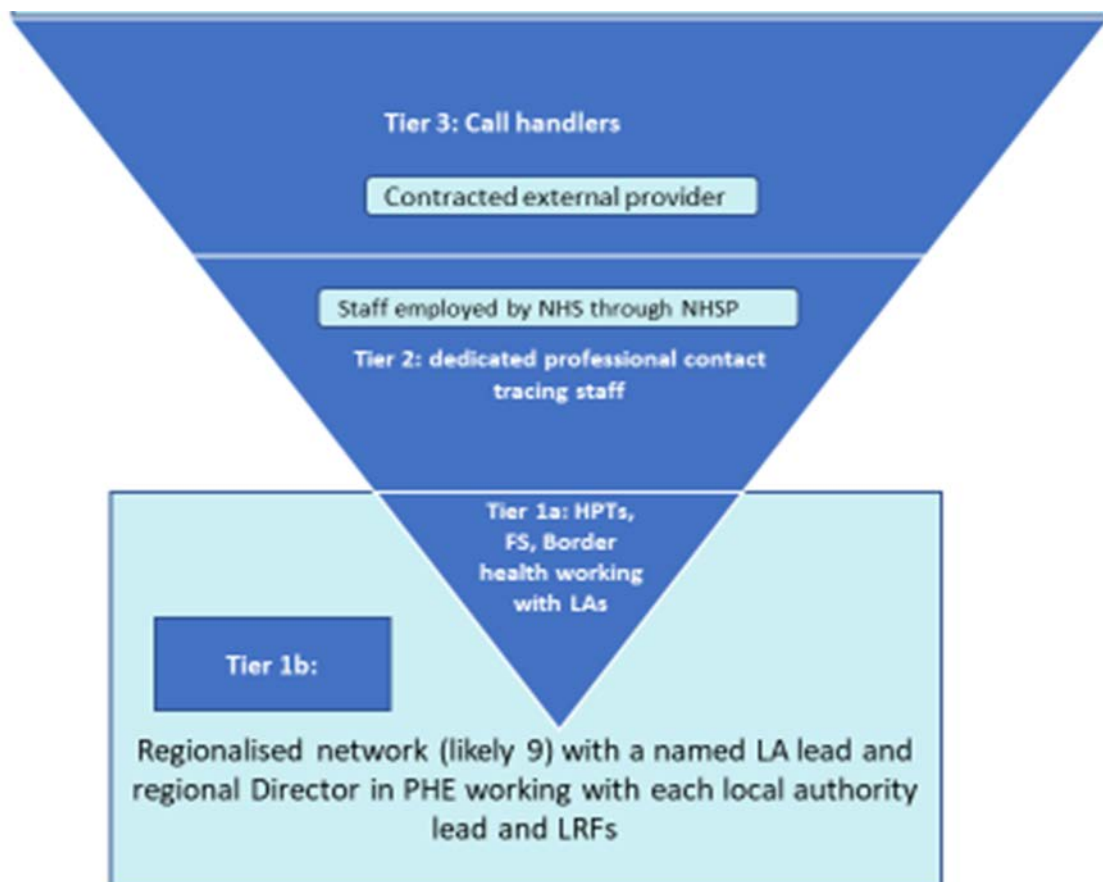 Tier 3: Call handlers
Contracted external provider
Staff employed by NHS through NHSP
Tier 2: dedicated professional contact
tracing staff
Tier 1a: HPTs,
FS, Border
health working
with LAs
Tier 1b:
Regionalised network (likely 9) with a named LA lead and
regional Director in PHE working with each local authority
lead and LRFs